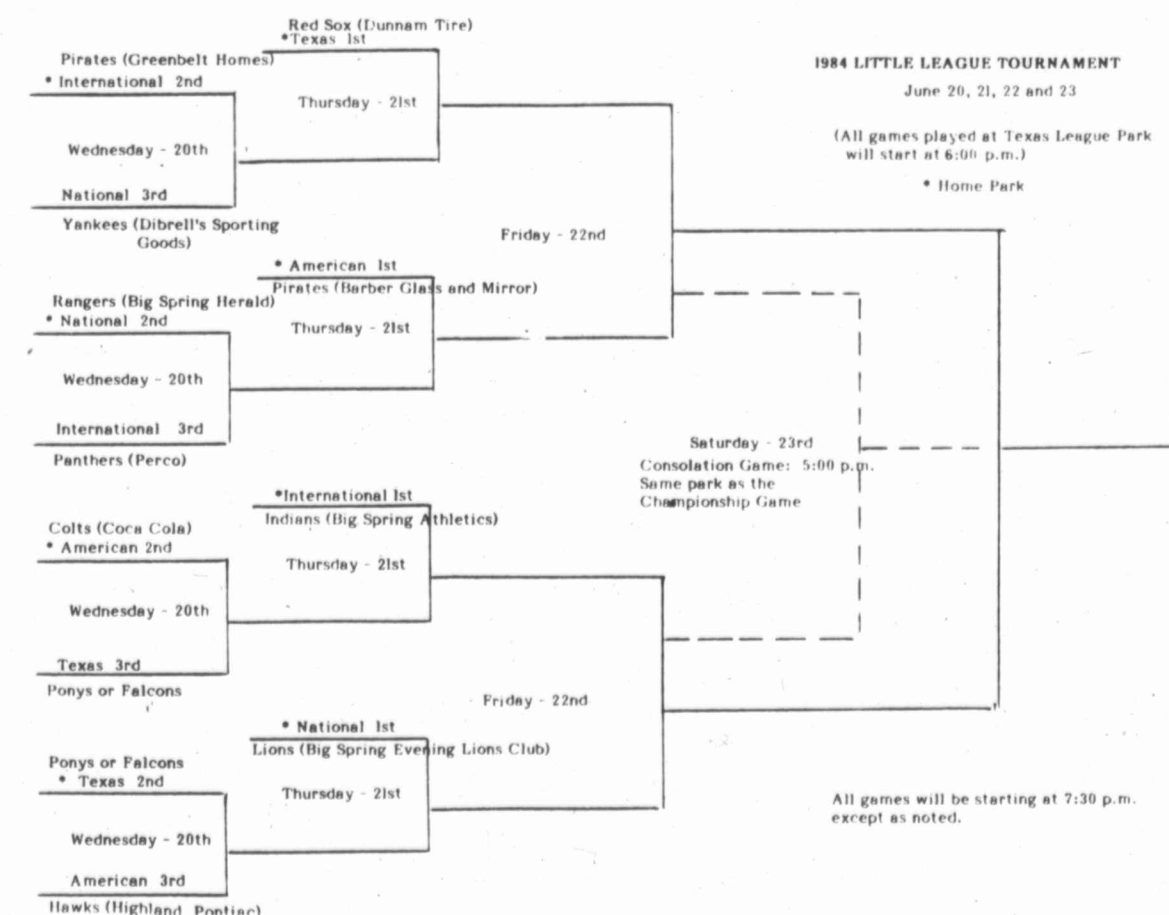 Red Sox (Dunnam Tire)
*Texas 1st
Pirates (Greenbelt Homes)
* International 2nd
Thursday - 21st
Wednesday - 20th
National 3rd
Yankees (Dibrell's Sporting
Goods)
1984 LITTLE LEAGUE TOURNAMENT
June 20, 21, 22 and 23
(All games played at Texas League Park
will start at 6:00 p.m.)
* Home Park
Friday - 22nd
* American 1st
Pirates (Barber Glass and Mirror)
Rangers (Big Spring Herald)
* National 2nd
Thursday - 21st
Wednesday - 20th
International 3rd
Panthers (Perco)
Saturday - 23rd
Consolation Game: 5:00 p.m.
Same park as the
Championship Game
*International 1st
Indians (Big Spring Athletics)
Colts (Coca Cola)
* American 2nd
Thursday - 21st
Wednesday - 20th
Texas 3rd
Ponys or Falcons
Friday - 22nd
* National 1st
Lions (Big Spring Evening Lions Club)
Ponys or Falcons
* Texas 2nd
Thursday - 21st
Wednesday - 20th
American 3rd
Hawks (Highland Pontiac)
All games will be starting at 7:30 p.m.
except as noted.